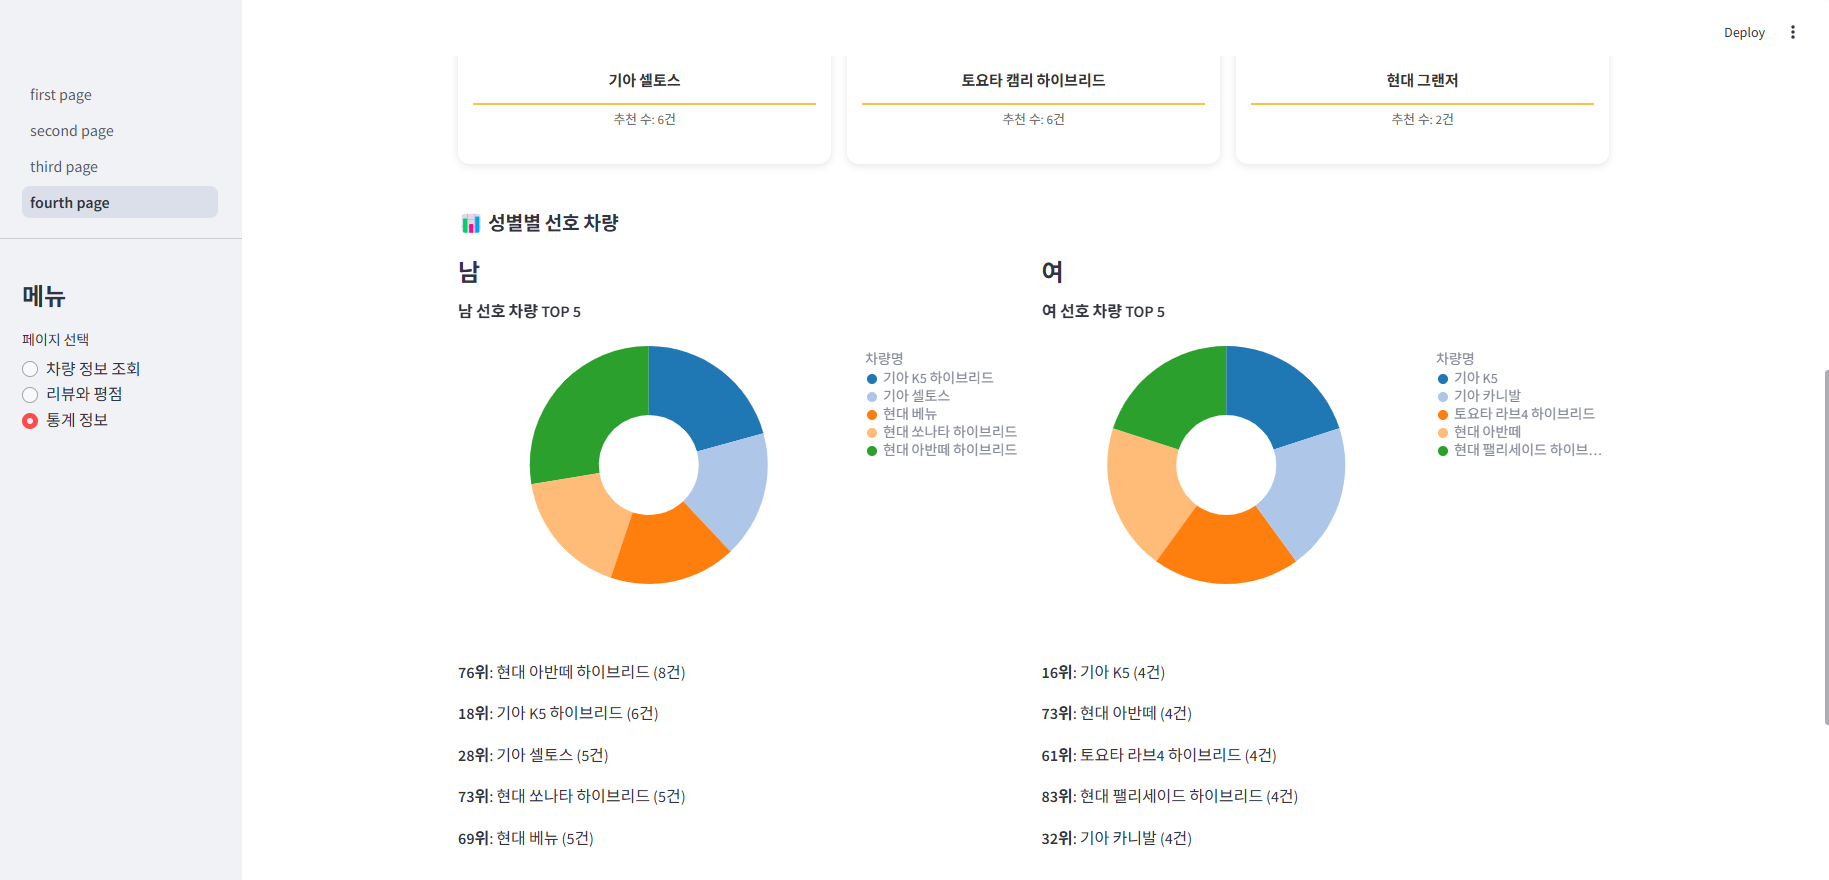 Deploy
first page
second page
third page
fourth page
메뉴
페이지 선택
차량 정보 조회
리뷰와 평점
통계 정보
기아 셀토스
추천 수: 6건
토요타 캠리 하이브리드
추천 수: 6건
현대 그랜저
추천 수: 2건
성별별 선호 차량
남
남 선호 차량 TOP 5
차량명
기아 K5 하이브리드
기아 셀토스
현대 베뉴
현대 쏘나타 하이브리드
현대 아반떼 하이브리드
76위: 현대 아반떼 하이브리드 (8건)
18위: 기아 K5 하이브리드 (6건)
28위: 기아 셀토스 (5건)
73위: 현대 쏘나타 하이브리드 (5건)
69위: 현대 베뉴 (5건)
여
여 선호 차량 TOP 5
차량명
기아 K5
기아 카니발
토요타 라브4 하이브리드
현대 아반떼
현대 팰리세이드 하이브…
16위: 기아 K5 (4건)
73위: 현대 아반떼 (4건)
61위: 토요타 라브4 하이브리드 (4건)
83위: 현대 팰리세이드 하이브리드 (4건)
32위: 기아 카니발 (4건)